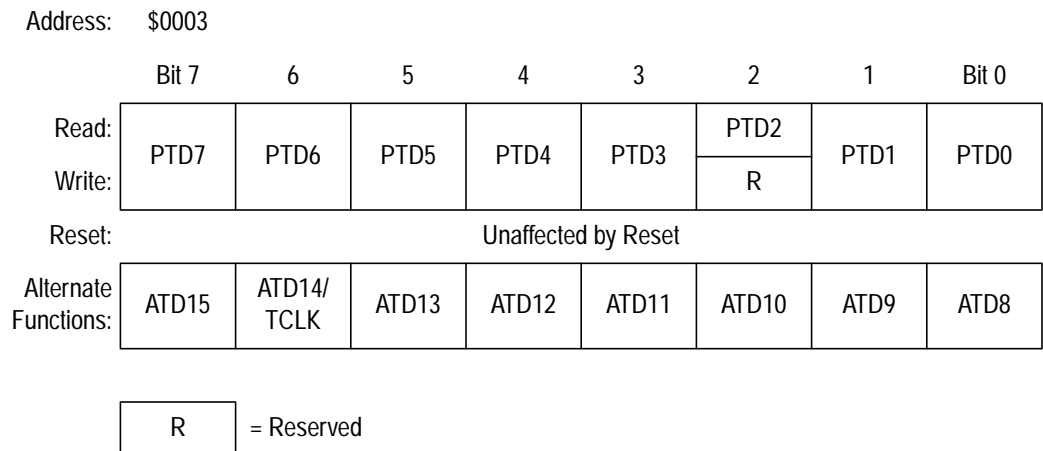 Address: $0003
Bit 7 6 5 4 3 2 1 Bit 0
Read: PTD7 PTD6 PTD5 PTD4 PTD3 PTD2 PTD1 PTD0
Write: R
Reset: Unaffected by Reset
Alternate Functions: ATD15 ATD14/TCLK ATD13 ATD12 ATD11 ATD10 ATD9 ATD8
R = Reserved